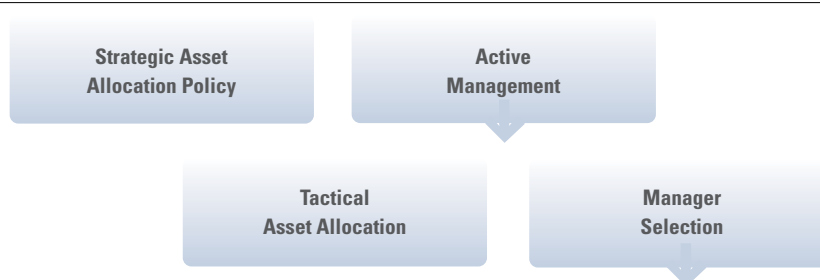 Strategic Asset
Allocation Policy
Active
Management
Tactical
Asset Allocation
Manager
Selection